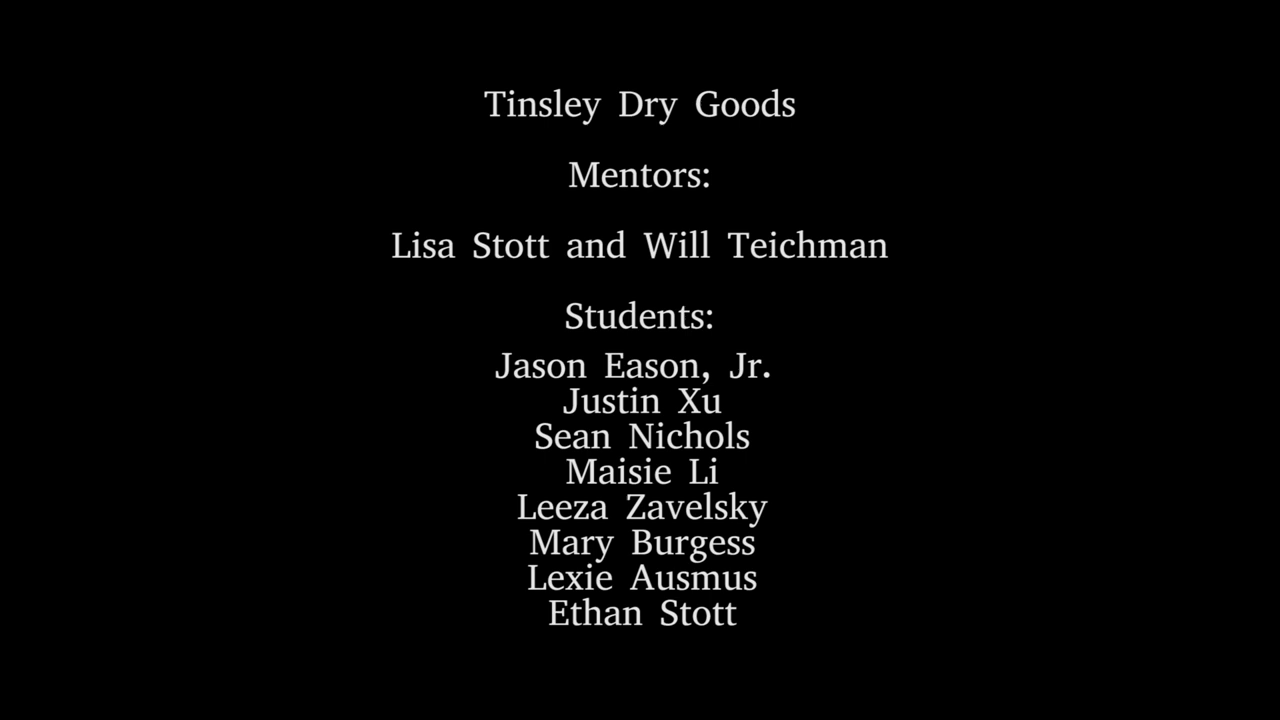 Tinsley Dry Goods
Mentors:
Lisa Stott and Will Teichman
Students:
Jason Eason, Jr.
Justin Xu
Sean Nichols
Maisie Li
Leeza Zavelsky
Mary Burgess
Lexie Ausmus
Ethan Stott